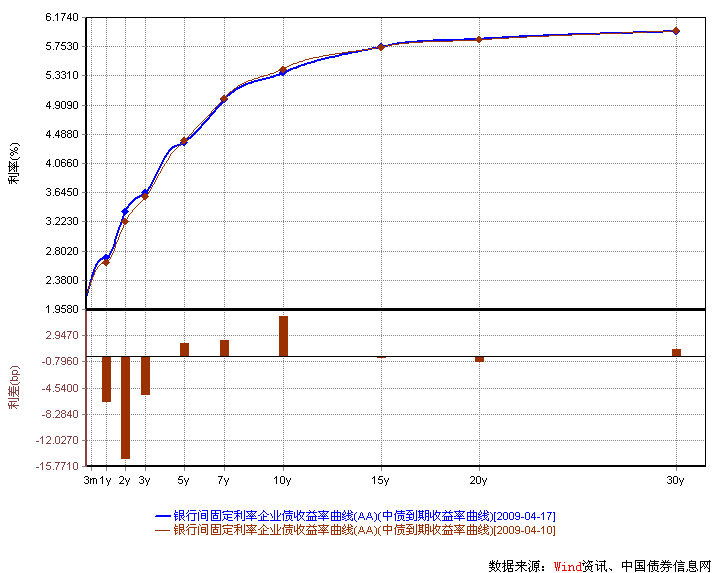 6.1740
5.7530
5.3310
4.9090
4.4880
4.0660
3.6450
3.2230
2.8020
2.3800
1.9580
利率(%)
2.9470
-0.7960
-4.5400
-8.2840
-12.0270
-15.7710
利差(bp)
3m 1y 2y 3y 5y 7y 10y 15y 20y 30y
银行间固定利率企业债收益率曲线(AA)(中债到期收益率曲线)[2009-04-17]
银行间固定利率企业债收益率曲线(AA)(中债到期收益率曲线)[2009-04-10]
数据来源：Wind资讯、中国债券信息网